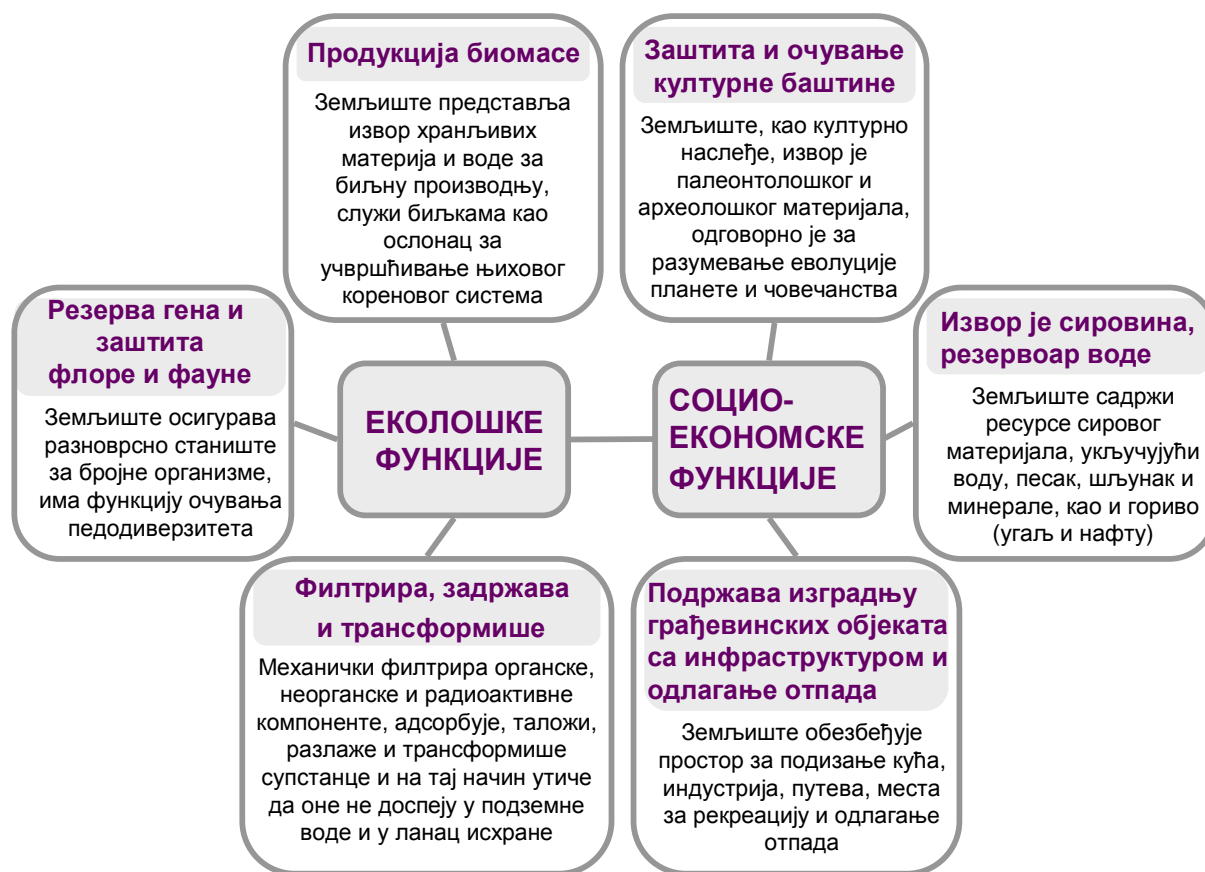 Продукција биомасе
Земљиште представља
извор хранљивих
материја и воде за
биљну производњу,
служи биљкама као
ослонац за
учвршћивање њиховог
кореновог система
Заштита и очување
културне баштине
Земљиште, као културно
наслеђе, извор је
палеонтолошког и
археолошког материјала,
одговорно је за
разумевање еволуције
планете и човечанства
Резерва гена и
заштита
флоре и фауне
Земљиште осигурава
разноврсно станиште
за бројне организме,
има функцију очувања
педодиверзитета
ЕКОЛОШКЕ
ФУНКЦИЈЕ
СОЦИО-
ЕКОНОМСКЕ
ФУНКЦИЈЕ
Извор је сировина,
резервоар воде
Земљиште садржи
ресурсе сировог
материјала, укључујући
воду, песак, шљунак и
минерале, као и гориво
(угаљ и нафту)
Филтрира, задржава
и трансформише
Механички филтрира органске,
неорганске и радиоактивне
компоненте, адсорбује, таложи,
разлаже и трансформише
супстанце и на тај начин утиче
да оне не доспеју у подземне
воде и у ланац исхране
Подржава изградњу
грађевинских објеката
са инфраструктуром и
одлагање отпада
Земљиште обезбеђује
простор за подизање кућа,
индустрија, путева, места
за рекреацију и одлагање
отпада